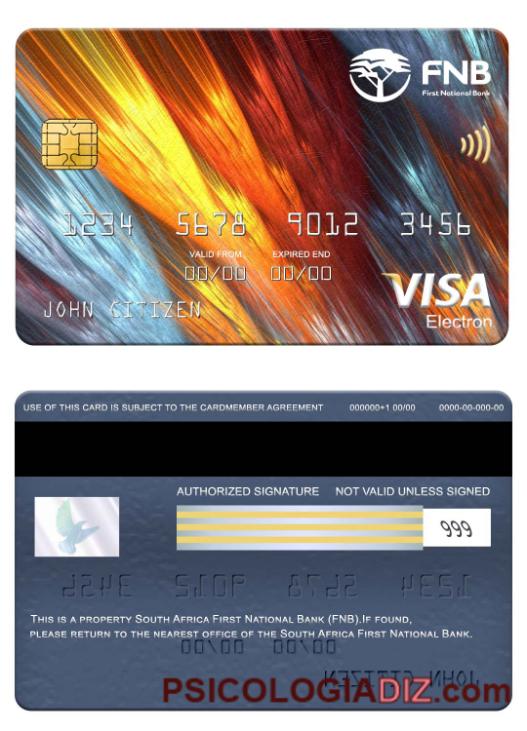 FNB
First National Bank
1234 5678 9012 3456
VALID FROM EXPIRED END
00/00 00/00
JOHN CITIZEN
VISA
Electron
USE OF THIS CARD IS SUBJECT TO THE CARDMEMBER AGREEMENT 000000+1 00/00 0000-00-000-00
AUTHORIZED SIGNATURE NOT VALID UNLESS SIGNED
999
THIS IS A PROPERTY SOUTH AFRICA FIRST NATIONAL BANK (FNB).IF FOUND,
PLEASE RETURN TO THE NEAREST OFFICE OF THE SOUTH AFRICA FIRST NATIONAL BANK.
PSICOLOGIADIZ.com